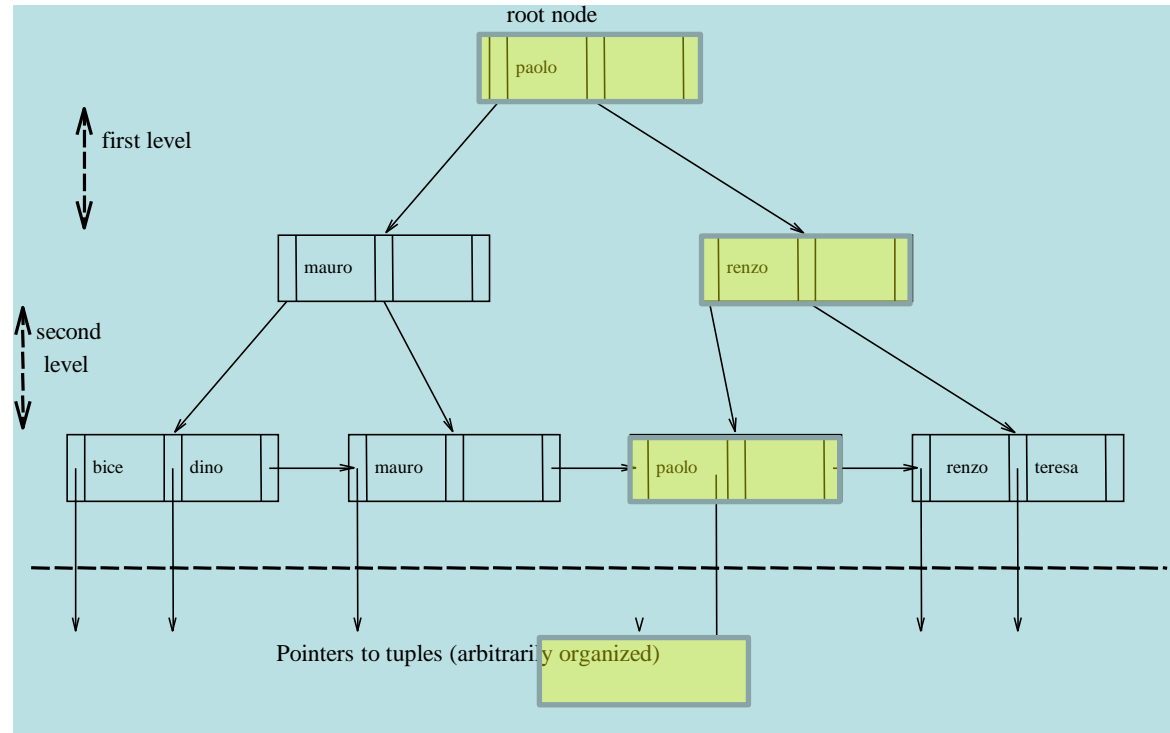 root node
paolo
first level
mauro
renzo
second
level
bice dino mauro paolo renzo teresa
Pointers to tuples (arbitrarily organized)